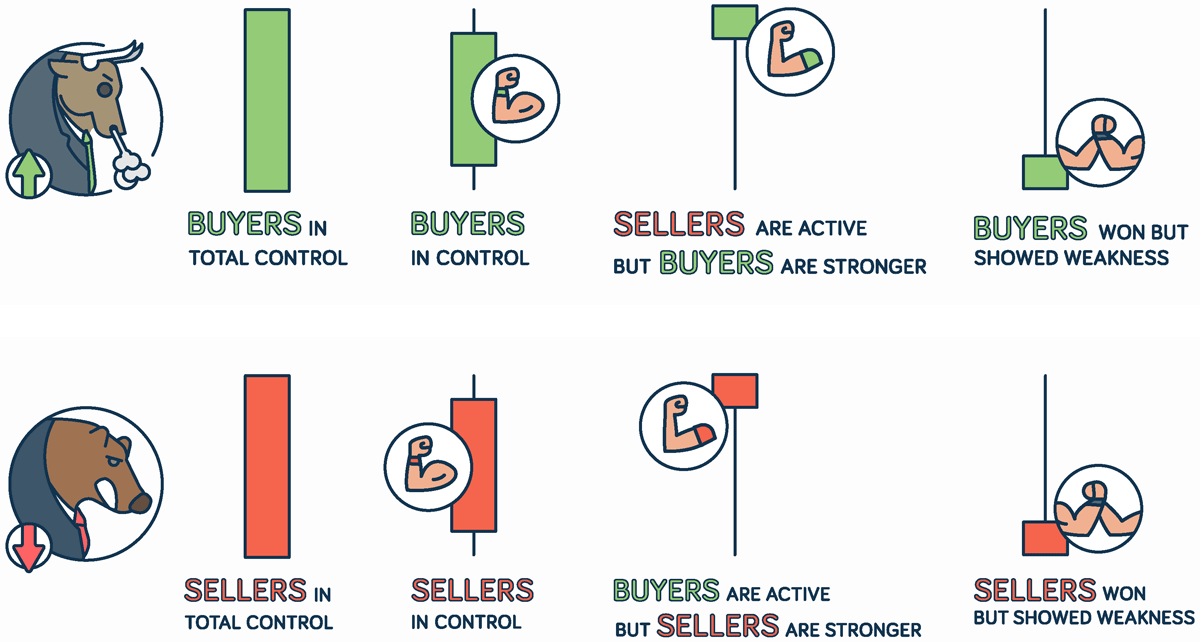 BUYERS IN
TOTAL CONTROL
BUYERS
IN CONTROL
SELLERS ARE ACTIVE
BUT BUYERS ARE STRONGER
BUYERS WON BUT
SHOWED WEAKNESS
SELLERS IN
TOTAL CONTROL
SELLERS
IN CONTROL
BUYERS ARE ACTIVE
BUT SELLERS ARE STRONGER
SELLERS WON
BUT SHOWED WEAKNESS